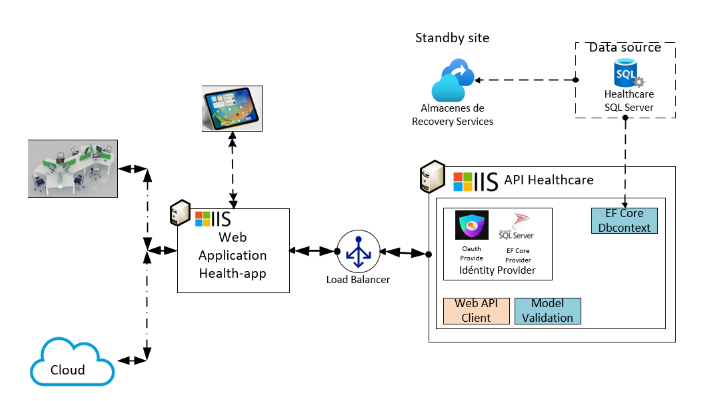 Standby site
Data source
SQL
Healthcare
SQL Server
Almacenes de
Recovery Services
IIS
API Healthcare
IIS
Web
Application
Health-app
Load Balancer
Oauth
Provide
SQL Server
EF Core
Provider
Idéntity Provider
EF Core
Dbcontext
Web API
Client
Model
Validation
Cloud